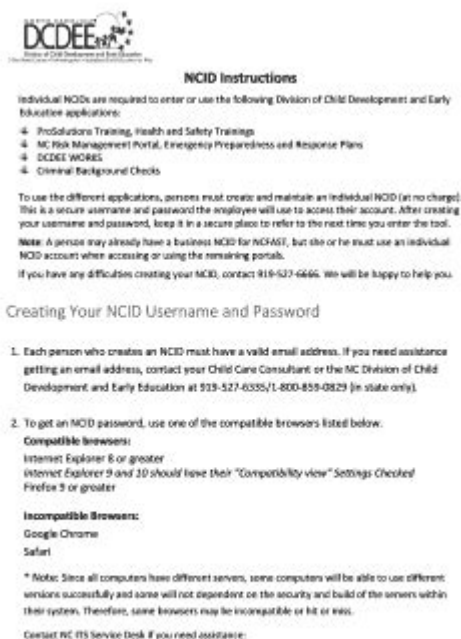 NORTH CAROLINA
DCDEE
Division of Child Development and Early Education
NCID Instructions
Individual NCIDs are required to enter or use the following Division of Child Development and Early
Education applications:
ProSolutions Training, Health and Safety Trainings
NC Risk Management Portal, Emergency Preparedness and Response Plans
DCDEE WORKS
Criminal Background Checks
To use the different applications, persons must create and maintain an Individual NCID (at no charge).
This is a secure username and password the employee will use to access their account. After creating
your username and password, keep it in a secure place to refer to the next time you enter the tool.
Note: A person may already have a business NCID for NCFAST, but she or he must use an individual
NCID account when accessing or using the remaining portals.
If you have any difficulties creating your NCID, contact 919-527-6666. We will be happy to help you.
Creating Your NCID Username and Password
1. Each person who creates an NCID must have a valid email address. If you need assistance
getting an email address, contact your Child Care Consultant or the NC Division of Child
Development and Early Education at 919-527-6335/1-800-859-0829 (in state only).
2. To get an NCID password, use one of the compatible browsers listed below.
Compatible browsers:
Internet Explorer 8 or greater
Internet Explorer 9 and 10 should have their "Compatibility view" Settings Checked
Firefox 9 or greater
Incompatible Browsers:
Google Chrome
Safari
* Note: Since all computers have different servers, some computers will be able to use different
versions successfully and some will not dependent on the security and build of the servers within
their system. Therefore, some browsers may be incompatible or hit or miss.
Contact NC ITS Service Desk if you need assistance: